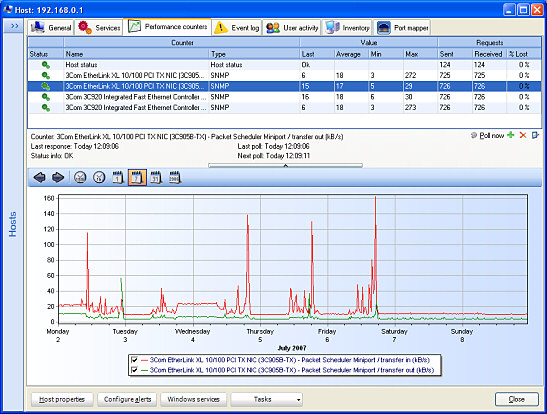 Host: 192.168.0.1
>> General Services Performance counters Event log User activity Inventory Port mapper
Counter Value Requests
Status Name Type Last Average Min Max Sent Received % Lost
Host status Host status Ok 124 124 0 %
3Com EtherLink XL 10/100 PCI TX NIC (3C905... SNMP 6 18 3 272 725 725 0 %
3Com EtherLink XL 10/100 PCI TX NIC (3C905... SNMP 15 17 5 29 726 726 0 %
3Com 3C920 Integrated Fast Ethernet Controller ... SNMP 16 18 6 30 726 726 0 %
3Com 3C920 Integrated Fast Ethernet Controller ... SNMP 6 18 3 273 726 726 0 %
Counter: 3Com EtherLink XL 10/100 PCI TX NIC (3C905B-TX) - Packet Scheduler Miniport / transfer out (kB/s) Poll now
Last response: Today 12:09:06 Last poll: Today 12:09:06
Status info: OK Next poll: Today 12:09:11
Hosts
160
140
120
100
80
60
40
20
0
Monday Tuesday Wednesday Thursday Friday Saturday Sunday
2 3 4 5 6 7 8
July 2007
3Com EtherLink XL 10/100 PCI TX NIC (3C905B-TX) - Packet Scheduler Miniport / transfer in (kB/s)
3Com EtherLink XL 10/100 PCI TX NIC (3C905B-TX) - Packet Scheduler Miniport / transfer out (kB/s)
Host properties Configure alerts Windows services Tasks Close